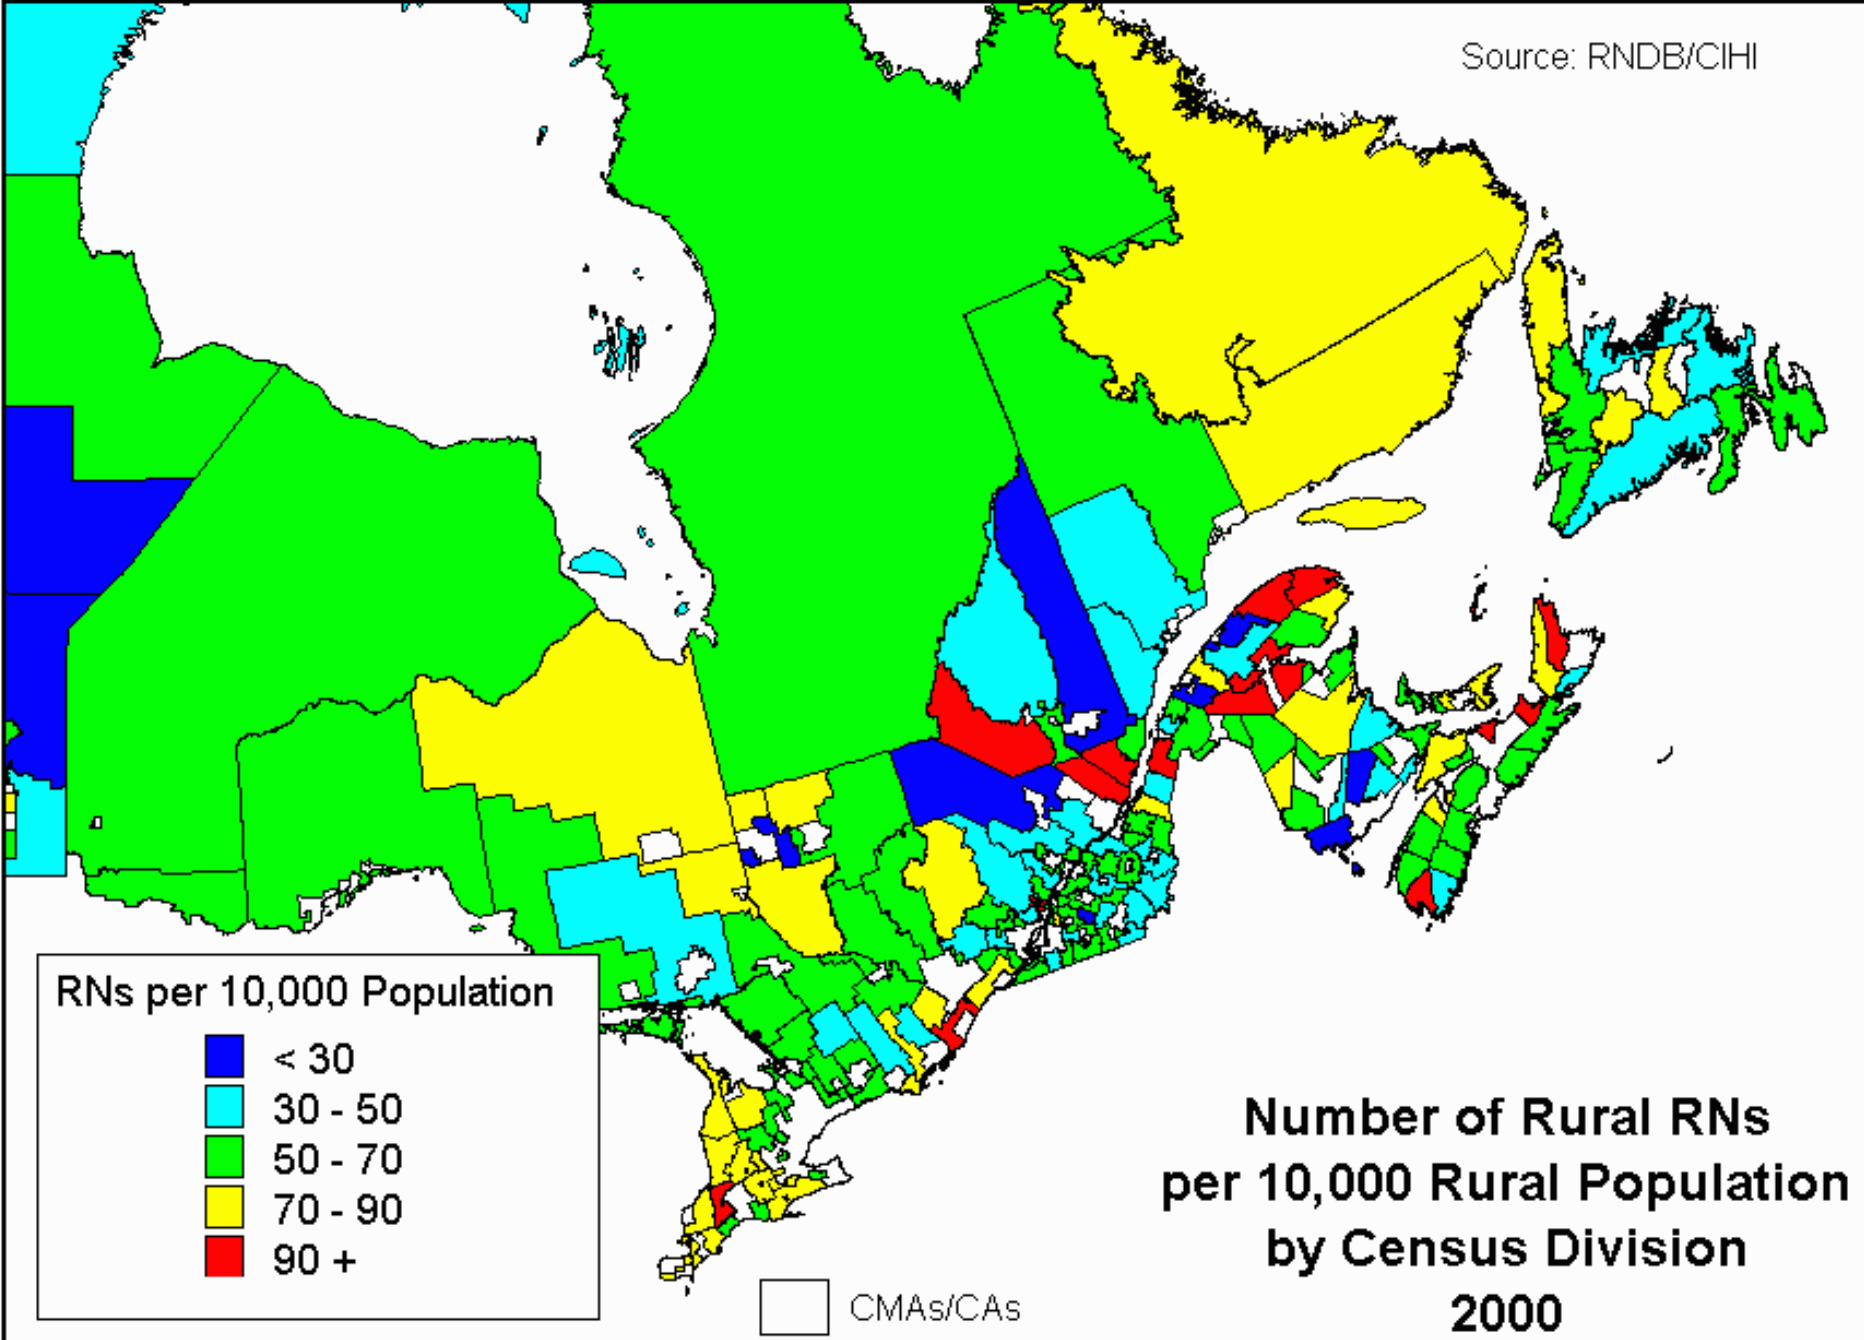 Source: RNDB/CIHI
RNs per 10,000 Population
< 30
30 - 50
50 - 70
70 - 90
90 +
CMAs/CAs
Number of Rural RNs
per 10,000 Rural Population
by Census Division
2000